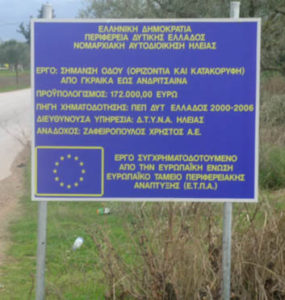 ΕΛΛΗΝΙΚΗ ΔΗΜΟΚΡΑΤΙΑ
ΠΕΡΙΦΕΡΕΙΑ ΔΥΤΙΚΗΣ ΕΛΛΑΔΟΣ
ΝΟΜΑΡΧΙΑΚΗ ΑΥΤΟΔΙΟΙΚΗΣΗ ΗΛΕΙΑΣ
ΕΡΓΟ: ΣΗΜΑΝΣΗ ΟΔΟΥ (ΟΡΙΖΟΝΤΙΑ ΚΑΙ ΚΑΤΑΚΟΡΥΦΗ)
ΑΠΟ ΓΚΡΑΙΚΑ ΕΩΣ ΑΝΔΡΙΤΣΑΙΝΑ
ΠΡΟΫΠΟΛΟΓΙΣΜΟΣ: 172.000,00 ΕΥΡΩ
ΠΗΓΗ ΧΗΜΑΤΟΔΟΤΗΣΗΣ: ΠΕΠ ΔΥΤ ΕΛΛΑΔΟΣ 2000-2006
ΔΙΕΥΘΥΝΟΥΣΑ ΥΠΗΡΕΣΙΑ: Δ.Τ.Υ.Ν.Α. ΗΛΕΙΑΣ
ΑΝΑΔΟΧΟΣ: ΖΑΦΕΙΡΟΠΟΥΛΟΣ ΧΡΗΣΤΟΣ Α.Ε.
ΕΡΓΟ ΣΥΓΧΡΗΜΑΤΟΔΟΤΟΥΜΕΝΟ
ΑΠΟ ΤΗΝ ΕΥΡΩΠΑΪΚΗ ΕΝΩΣΗ
ΕΥΡΩΠΑΪΚΟ ΤΑΜΕΙΟ ΠΕΡΙΦΕΡΕΙΑΚΗΣ
ΑΝΑΠΤΥΞΗΣ (Ε.Τ.Π.Α.)